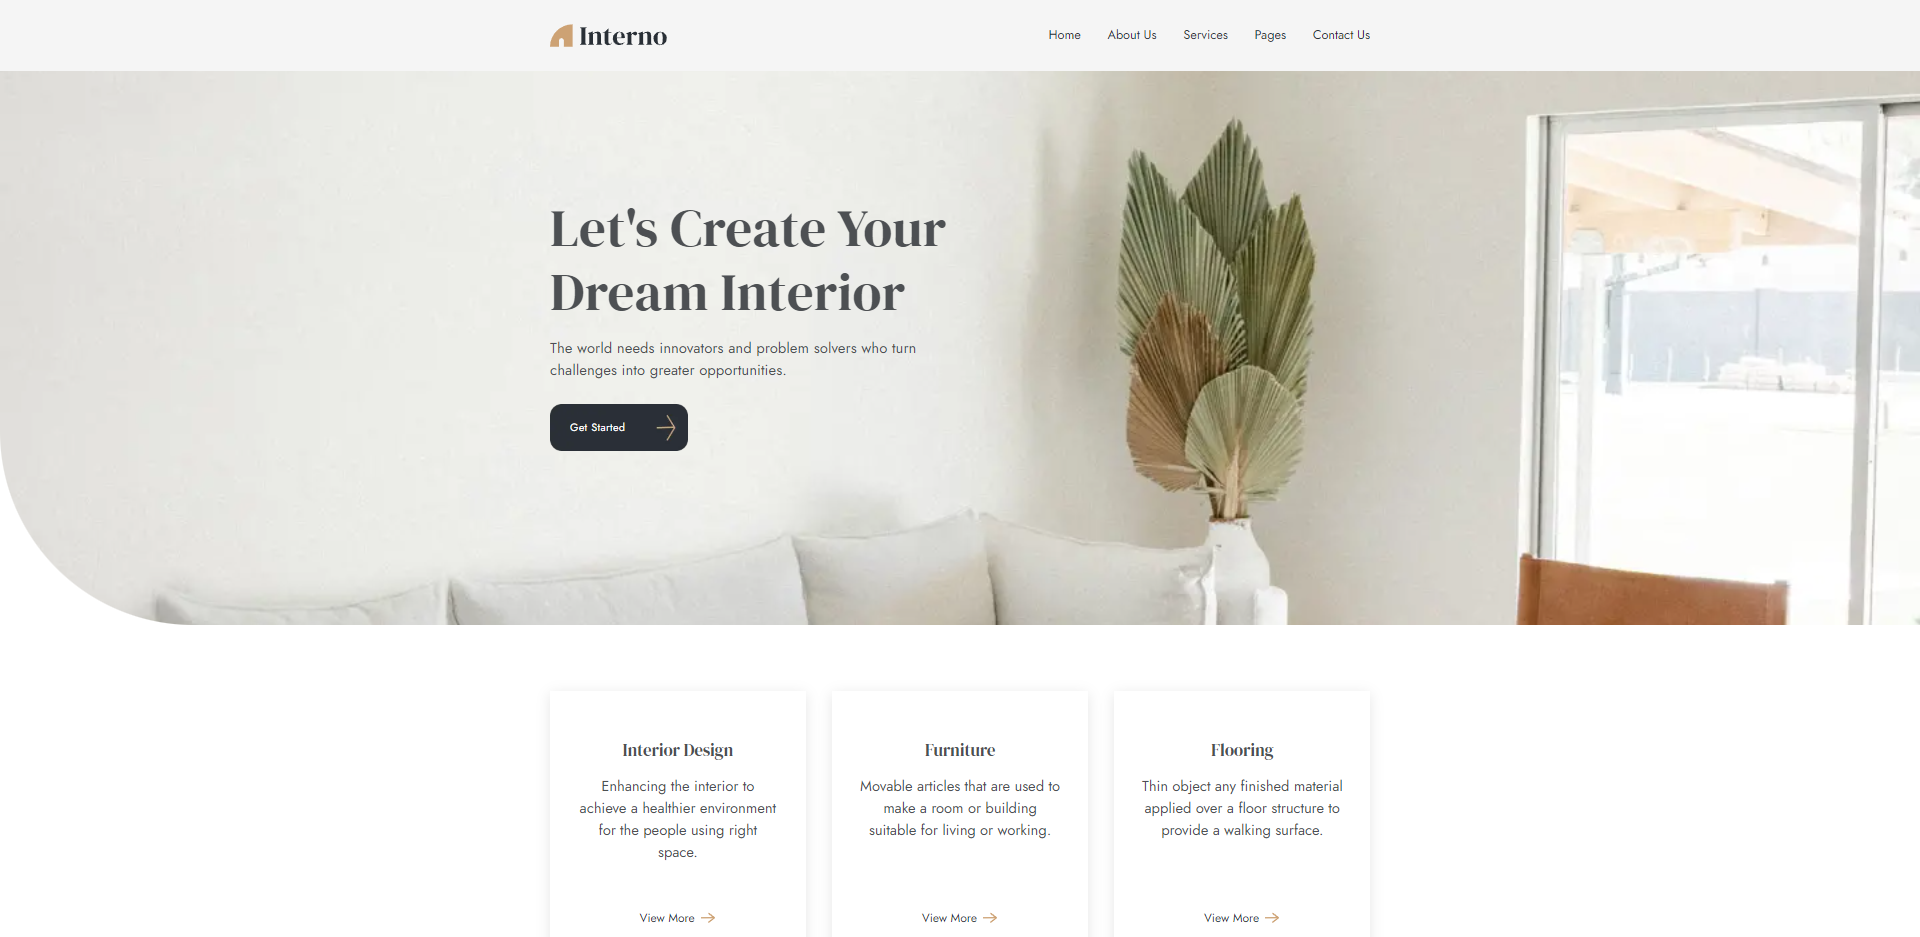 Interno
Home
About Us
Services
Pages
Contact Us
Let's Create Your
Dream Interior
The world needs innovators and problem solvers who turn
challenges into greater opportunities.
Get Started
Interior Design
Enhancing the interior to
achieve a healthier environment
for the people using right
space.
View More
Furniture
Movable articles that are used to
make a room or building
suitable for living or working.
View More
Flooring
Thin object any finished material
applied over a floor structure to
provide a walking surface.
View More